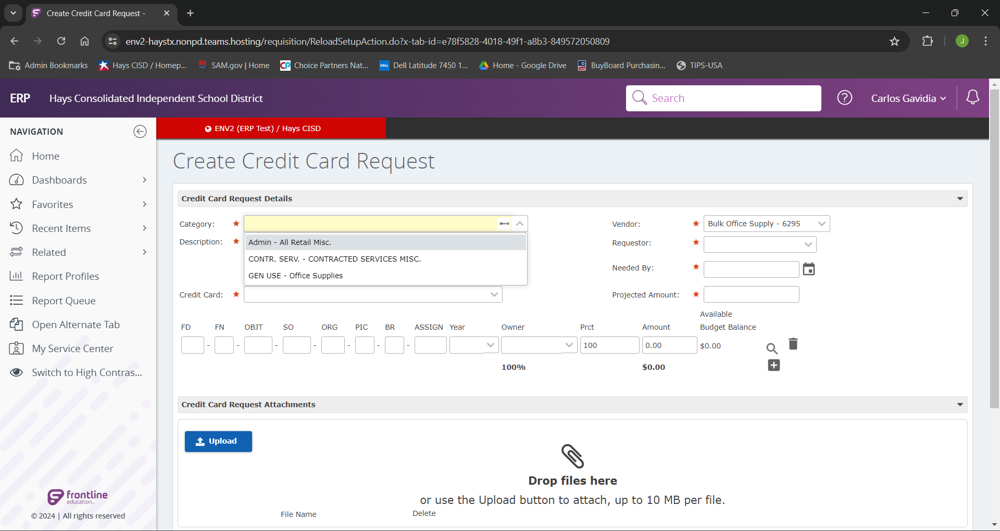 Create Credit Card Request -
env2-haystx.nonpd.teams.hosting/requisition/ReloadSetupAction.do?x-tab-id=e78f5828-4018-49f1-a8b3-849572050809
J
Admin Bookmarks
Hays CISD / Homep...
SAM.gov | Home
CP
Choice Partners Nat...
DELL
Dell Latitude 7450 1...
Home - Google Drive
BuyBoard Purchasin...
TIPS-USA
ERP
Hays Consolidated Independent School District
Search
Carlos Gavidia
NAVIGATION
ENV2 (ERP Test) / Hays CISD
Home
Dashboards
Favorites
Recent Items
Related
Report Profiles
Report Queue
Open Alternate Tab
My Service Center
Switch to High Contras...
frontline
education
© 2024 | All rights reserved
Create Credit Card Request
Credit Card Request Details
Category:
Vendor:
Bulk Office Supply - 6295
Description:
Admin - All Retail Misc.
CONTR. SERV. - CONTRACTED SERVICES MISC.
GEN USE - Office Supplies
Requestor:
Needed By:
Credit Card:
Projected Amount:
Available
FD FN OBJT SO ORG PIC BR ASSIGN Year Owner Prct Amount Budget Balance
- - - - - - - 100 0.00 $0.00
100% $0.00
Credit Card Request Attachments
Upload
Drop files here
or use the Upload button to attach, up to 10 MB per file.
File Name Delete